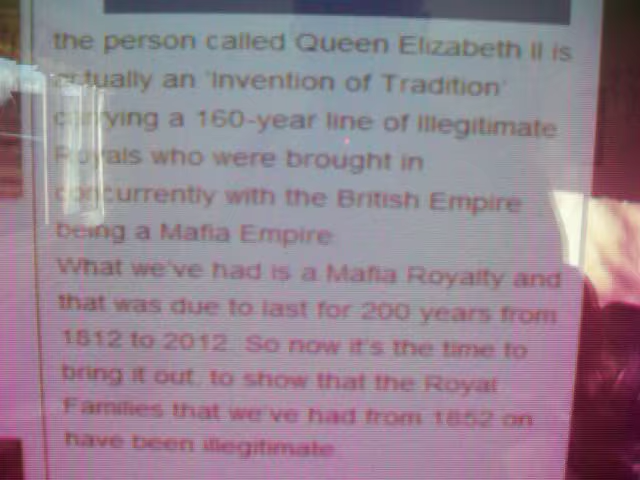 the person called Queen Elizabeth II is
actually an 'Invention of Tradition'
carrying a 160-year line of illegitimate
Royals who were brought in
concurrently with the British Empire
being a Mafia Empire.
What we've had is a Mafia Royalty and
that was due to last for 200 years from
1812 to 2012. So now it's the time to
bring it out, to show that the Royal
Families that we've had from 1852 on
have been illegitimate.